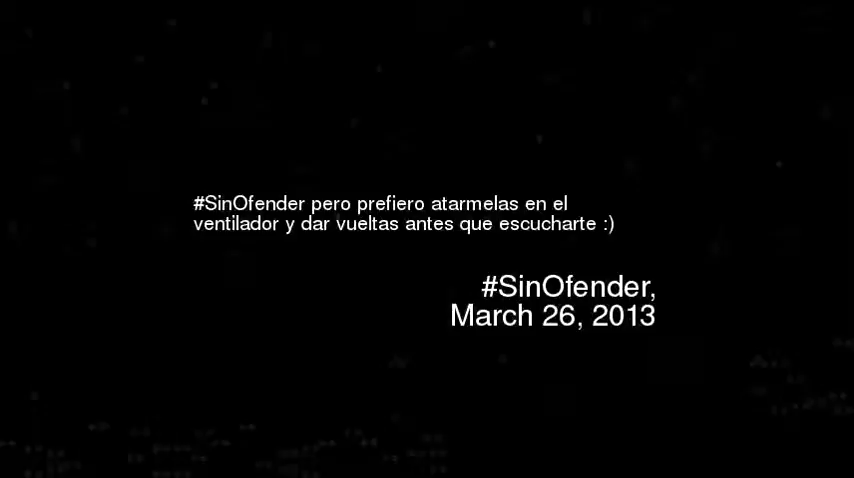 #SinOfender pero prefiero atarmelas en el
ventilador y dar vueltas antes que escucharte :)
#SinOfender,
March 26, 2013